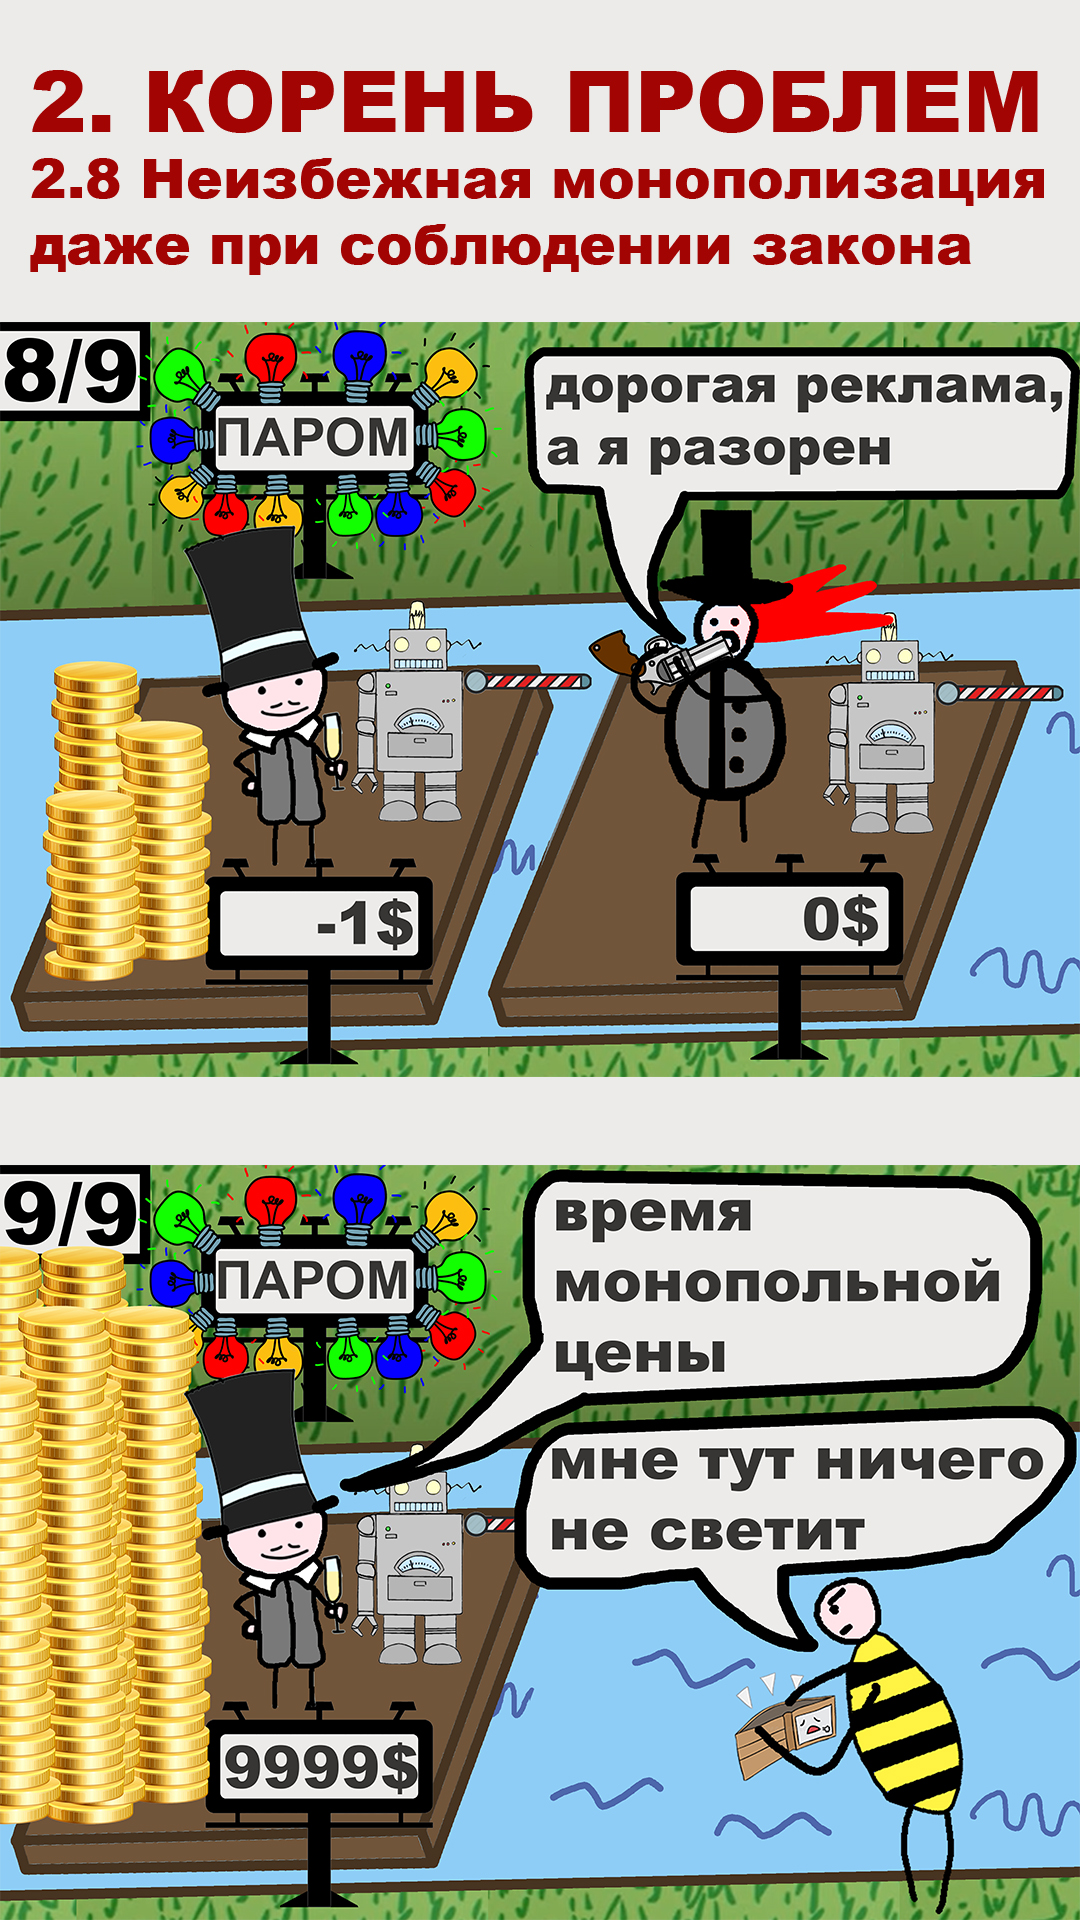 2. КОРЕНЬ ПРОБЛЕМ
2.8 Неизбежная монополизация
даже при соблюдении закона
8/9
ПАРОМ
дорогая реклама,
а я разорен
-1$
0$
9/9
ПАРОМ
время
монопольной
цены
мне тут ничего
не светит
9999$